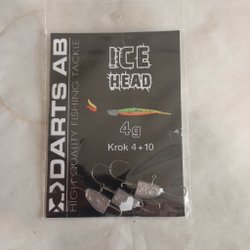 DARTS AB
HIGH QUALITY FISHING TACKLE
ICE
HEAD
4g
Krok 4+10